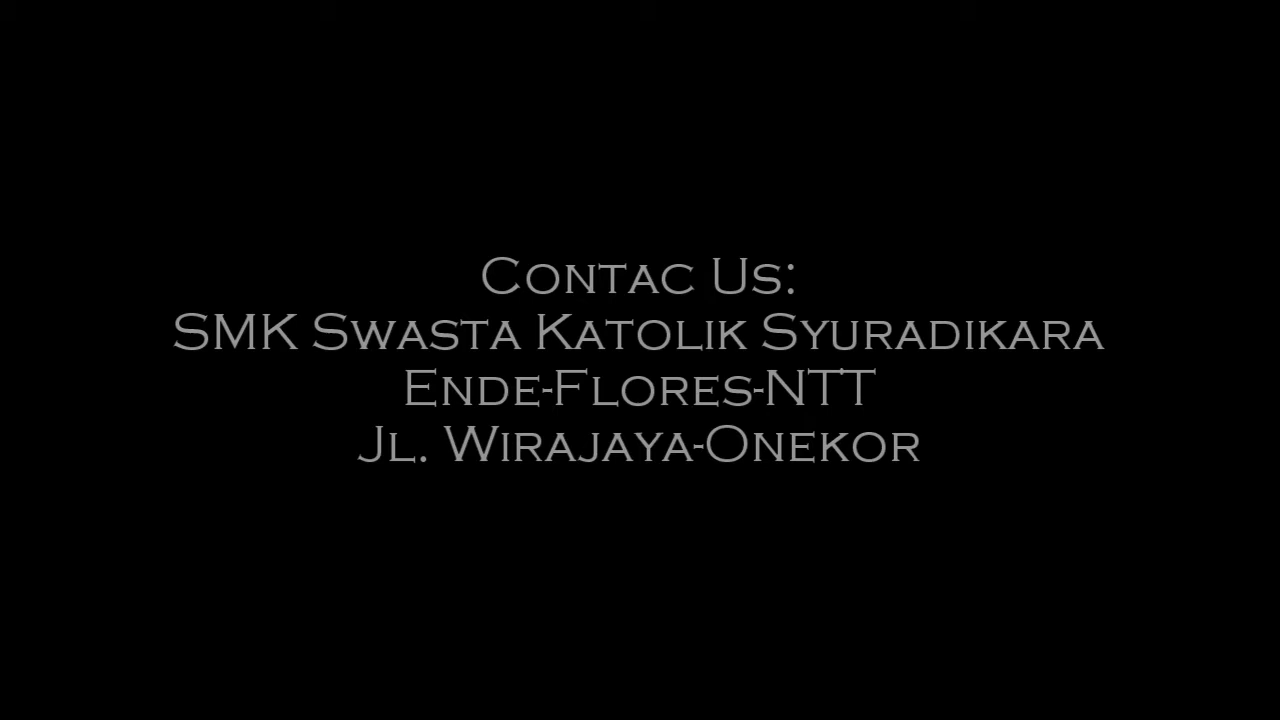 Contac Us:
SMK Swasta Katolik Syuradikara
Ende-Flores-NTT
Jl. Wirajaya-Onekor